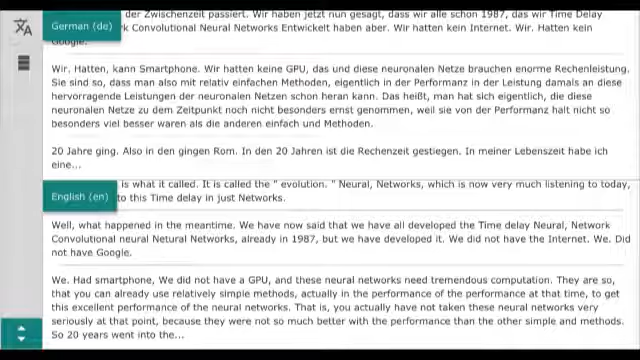 der Zwischenzeit passiert. Wir haben jetzt nun gesagt, dass wir alle schon 1987, das wir Time Delay
German (de)
k Convolutional Neural Networks Entwickelt haben aber. Wir hatten kein Internet. Wir. Hatten kein
Google.
Wir. Hatten, kann Smartphone. Wir hatten keine GPU, das und diese neuronalen Netze brauchen enorme Rechenleistung.
Sie sind so, dass man also mit relativ einfachen Methoden, eigentlich in der Performanz in der Leistung damals an diese
hervorragende Leistungen der neuronalen Netzen schon heran kann. Das heißt, man hat sich eigentlich, die diese
neuronalen Netze zu dem Zeitpunkt noch nicht besonders ernst genommen, weil sie von der Performanz halt nicht so
besonders viel besser waren als die anderen einfach und Methoden.
20 Jahre ging. Also in den gingen Rom. In den 20 Jahren ist die Rechenzeit gestiegen. In meiner Lebenszeit habe ich
eine...
is what it called. It is called the " evolution. " Neural, Networks, which is now very much listening to today,
English (en)
to this Time delay in just Networks.
Well, what happened in the meantime. We have now said that we have all developed the Time delay Neural, Network
Convolutional neural Netural Networks, already in 1987, but we have developed it. We did not have the Internet. We. Did
not have Google.
We. Had smartphone, We did not have a GPU, and these neural networks need tremendous computation. They are so,
that you can already use relatively simple methods, actually in the performance of the performance at that time, to get
this excellent performance of the neural networks. That is, you actually have not taken these neural networks very
seriously at that point, because they were not so much better with the performance than the other simple and methods.
So 20 years went into the...